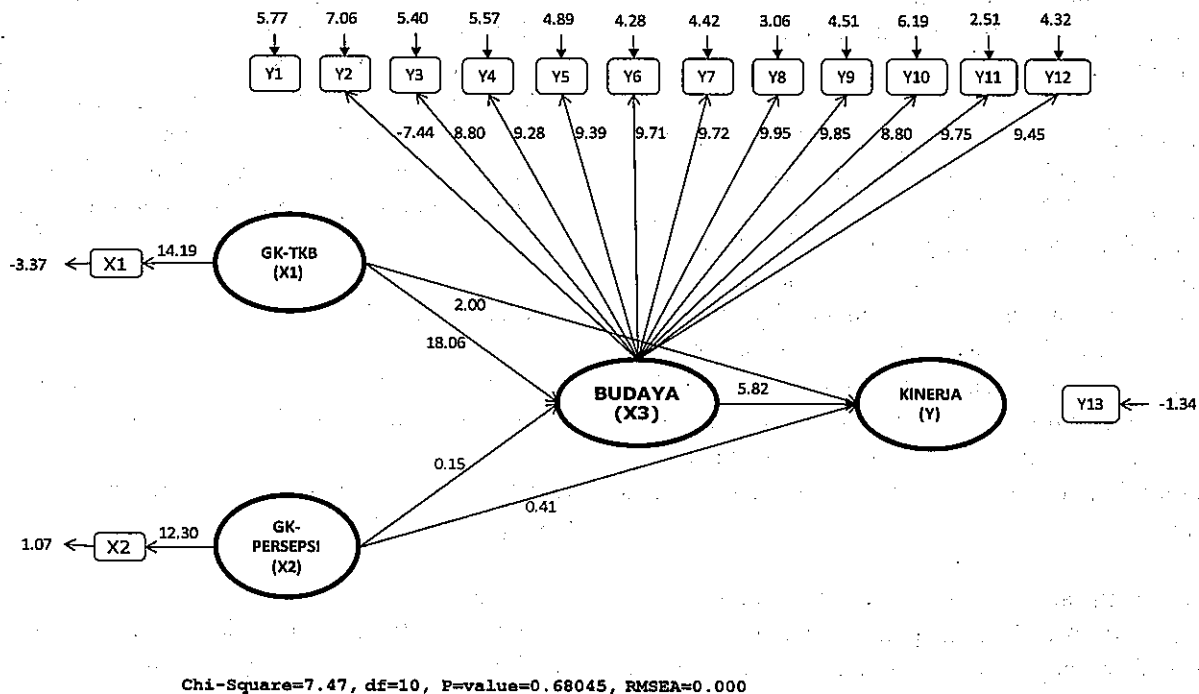 5.77 7.06 5.40 5.57 4.89 4.28 4.42 3.06 4.51 6.19 2.51 4.32
Y1 Y2 Y3 Y4 Y5 Y6 Y7 Y8 Y9 Y10 Y11 Y12
-7.44 8.80 9.28 9.39 9.71 9.72 9.95 9.85 8.80 9.75 9.45
-3.37 X1 14.19 GK-TKB
(X1)
2.00
18.06
BUDAYA
(X3)
5.82
KINERJA
(Y)
Y13 -1.34
0.15
0.41
1.07 X2 12.30 GK-
PERSEPSI
(X2)
Chi-Square=7.47, df=10, P=value=0.68045, RMSEA=0.000